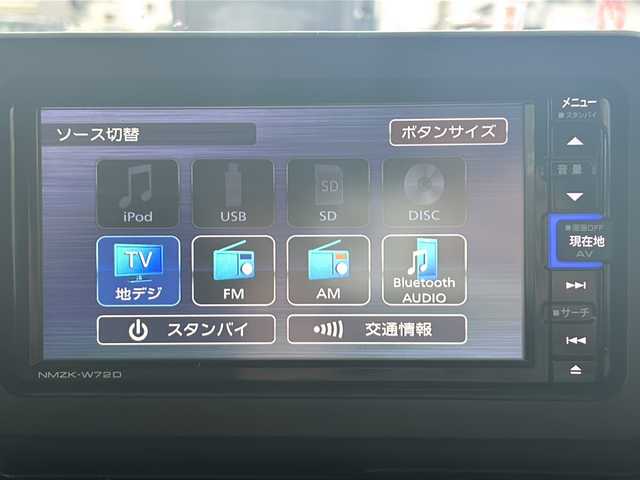 メニュー
■スタンバイ
ソース切替
ボタンサイズ
音量
iPod
USB
SD
SD
DISC
■画面OFF
現在地
AV
TV
地デジ
FM
AM
Bluetooth
AUDIO
■サーチ
スタンバイ
交通情報
NMZK-W72D